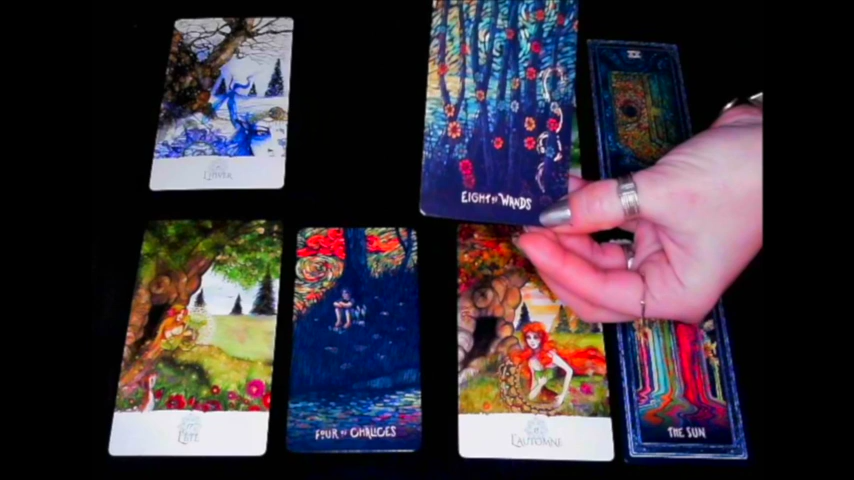 L'HIVER
EIGHT OF WANDS
L'ÉTÉ
FOUR OF CHALICES
L'AUTOMNE
THE SUN